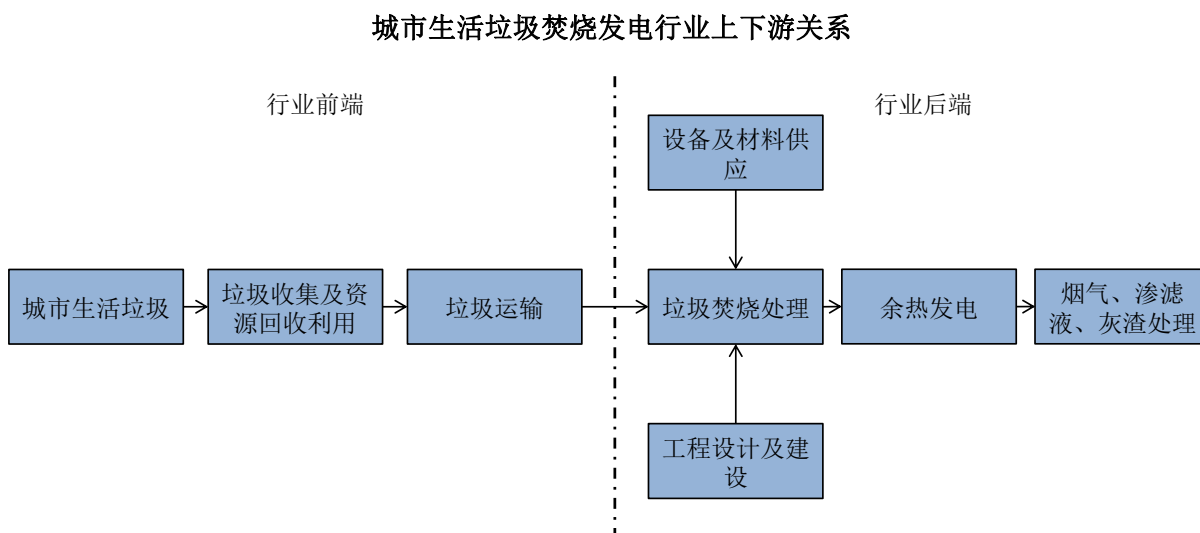 城市生活垃圾焚烧发电行业上下游关系
行业前端
行业后端
设备及材料供
应
城市生活垃圾
垃圾收集及资
源回收利用
垃圾运输
垃圾焚烧处理
余热发电
烟气、渗滤
液、灰渣处理
工程设计及建
设